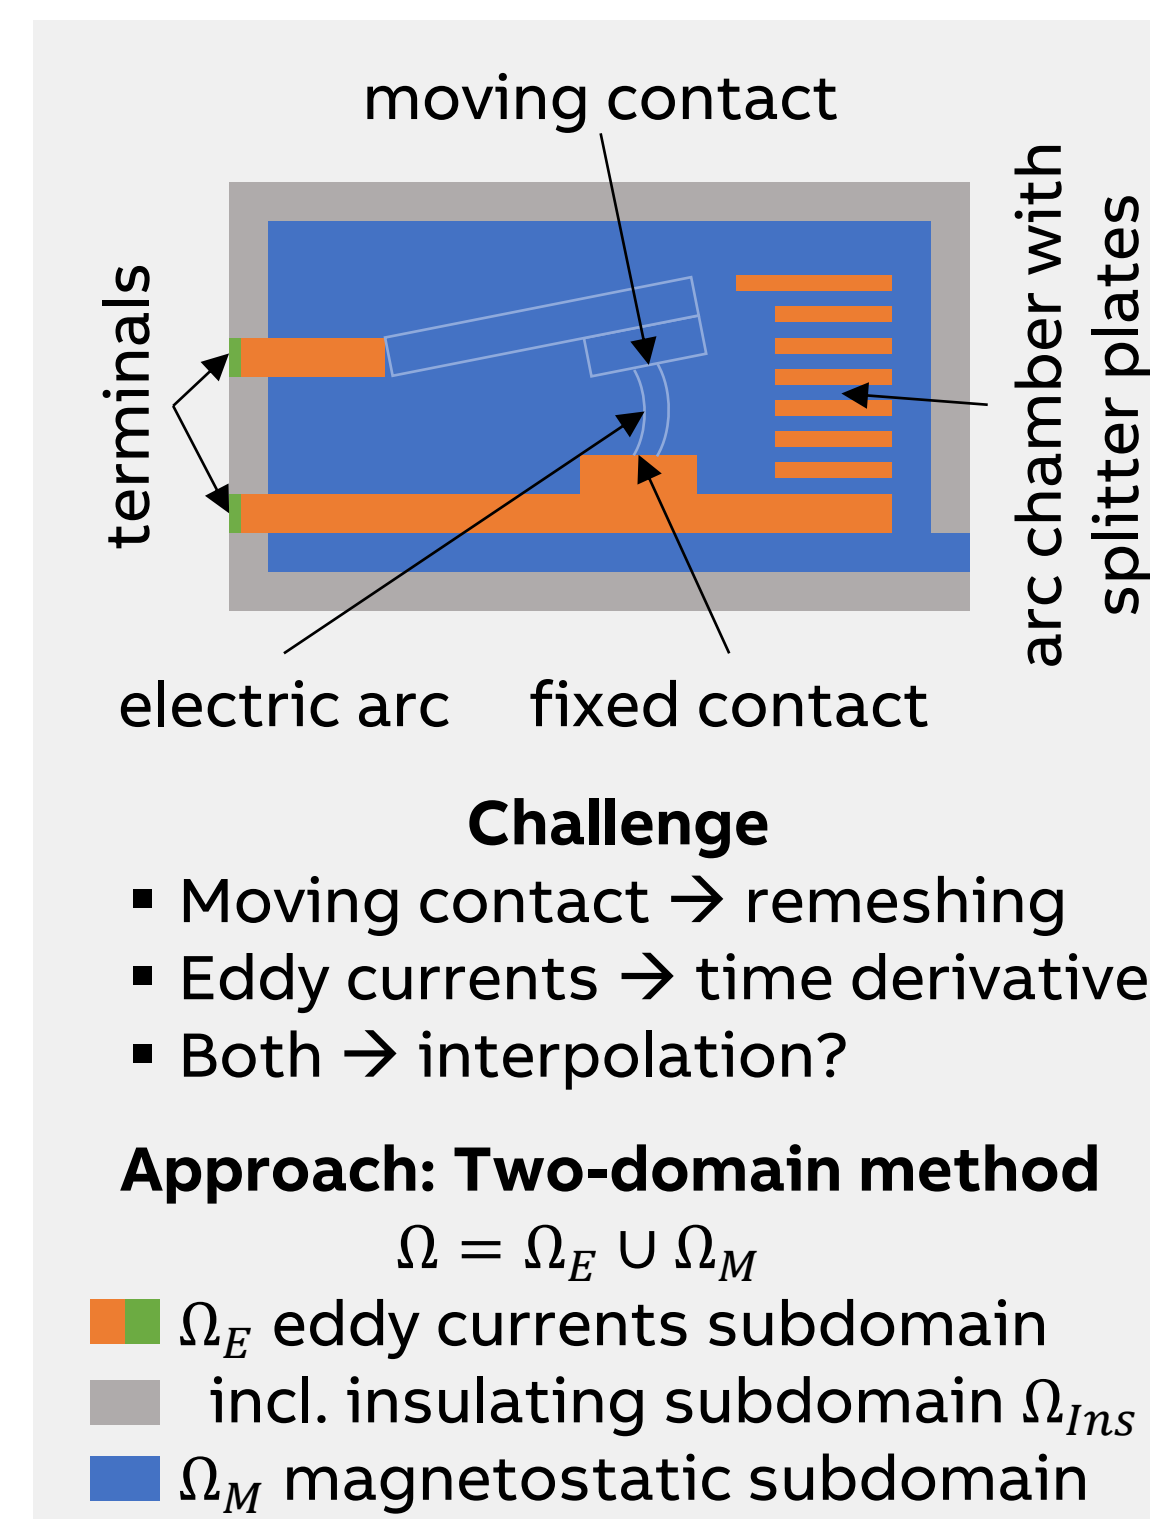 moving contact
terminals
arc chamber with
splitter plates
electric arc
fixed contact
Challenge
▪ Moving contact → remeshing
▪ Eddy currents → time derivative
▪ Both → interpolation?
Approach: Two-domain method
Ω = Ω_E ∪ Ω_M
Ω_E eddy currents subdomain
incl. insulating subdomain Ω_Ins
Ω_M magnetostatic subdomain